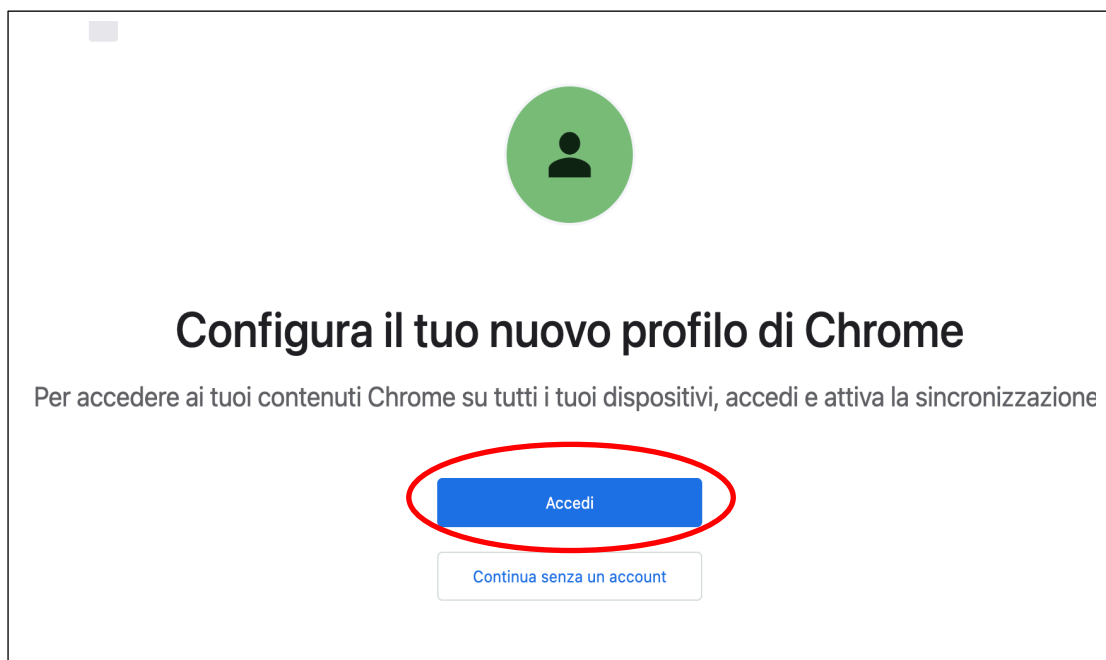 Configura il tuo nuovo profilo di Chrome
Per accedere ai tuoi contenuti Chrome su tutti i tuoi dispositivi, accedi e attiva la sincronizzazione
Accedi
Continua senza un account